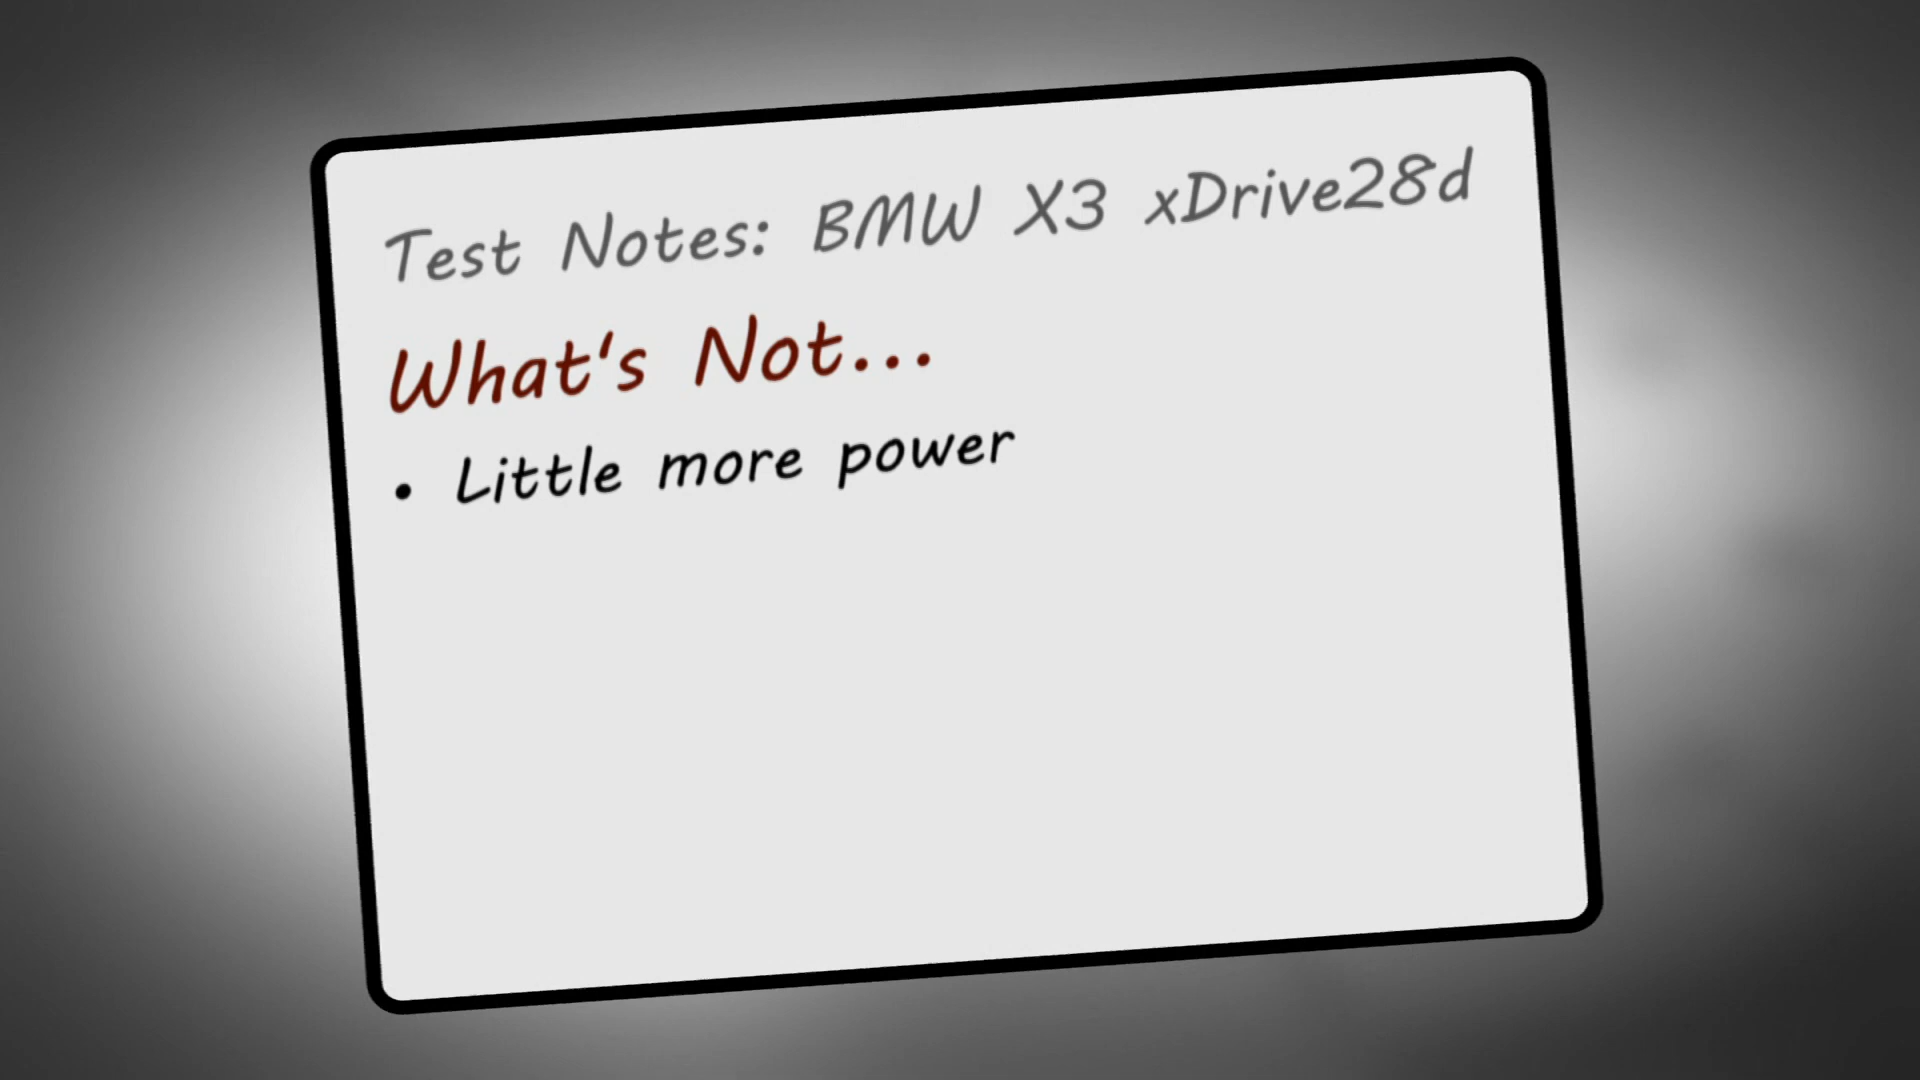 Test Notes: BMW X3 xDrive28d
What's Not...
• Little more power